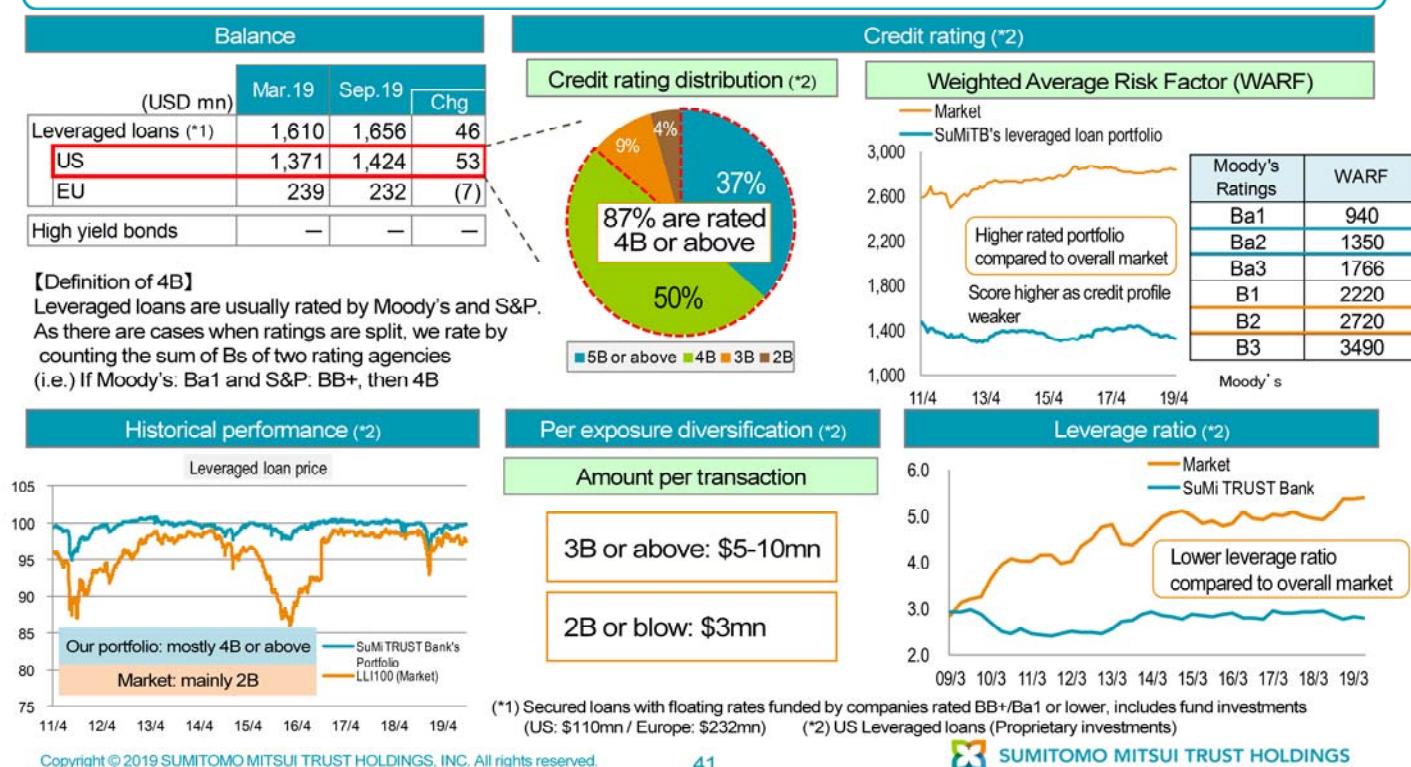 Balance
(USD mn) Mar.19 Sep.19 Chg
Leveraged loans (*1) 1,610 1,656 46
US 1,371 1,424 53
EU 239 232 (7)
High yield bonds — — —
【Definition of 4B】
Leveraged loans are usually rated by Moody's and S&P.
As there are cases when ratings are split, we rate by
counting the sum of Bs of two rating agencies
(i.e.) If Moody's: Ba1 and S&P: BB+, then 4B
Credit rating (*2)
Credit rating distribution (*2)
4%
9%
37%
87% are rated
4B or above
50%
5B or above 4B 3B 2B
Weighted Average Risk Factor (WARF)
Market
SuMiTB's leveraged loan portfolio
3,000
2,600
2,200
1,800
1,400
1,000
11/4 13/4 15/4 17/4 19/4
Higher rated portfolio
compared to overall market
Score higher as credit profile
weaker
Moody's
Ratings
WARF
Ba1 940
Ba2 1350
Ba3 1766
B1 2220
B2 2720
B3 3490
Moody's
Historical performance (*2)
Leveraged loan price
105
100
95
90
85
80
75
11/4 12/4 13/4 14/4 15/4 16/4 17/4 18/4 19/4
Our portfolio: mostly 4B or above
Market: mainly 2B
SuMi TRUST Bank's
Portfolio
LLI100 (Market)
Per exposure diversification (*2)
Amount per transaction
3B or above: $5-10mn
2B or blow: $3mn
Leverage ratio (*2)
Market
SuMi TRUST Bank
6.0
5.0
4.0
3.0
2.0
09/3 10/3 11/3 12/3 13/3 14/3 15/3 16/3 17/3 18/3 19/3
Lower leverage ratio
compared to overall market
(*1) Secured loans with floating rates funded by companies rated BB+/Ba1 or lower, includes fund investments
(US: $110mn / Europe: $232mn) (*2) US Leveraged loans (Proprietary investments)
Copyright © 2019 SUMITOMO MITSUI TRUST HOLDINGS, INC. All rights reserved.
41
SUMITOMO MITSUI TRUST HOLDINGS